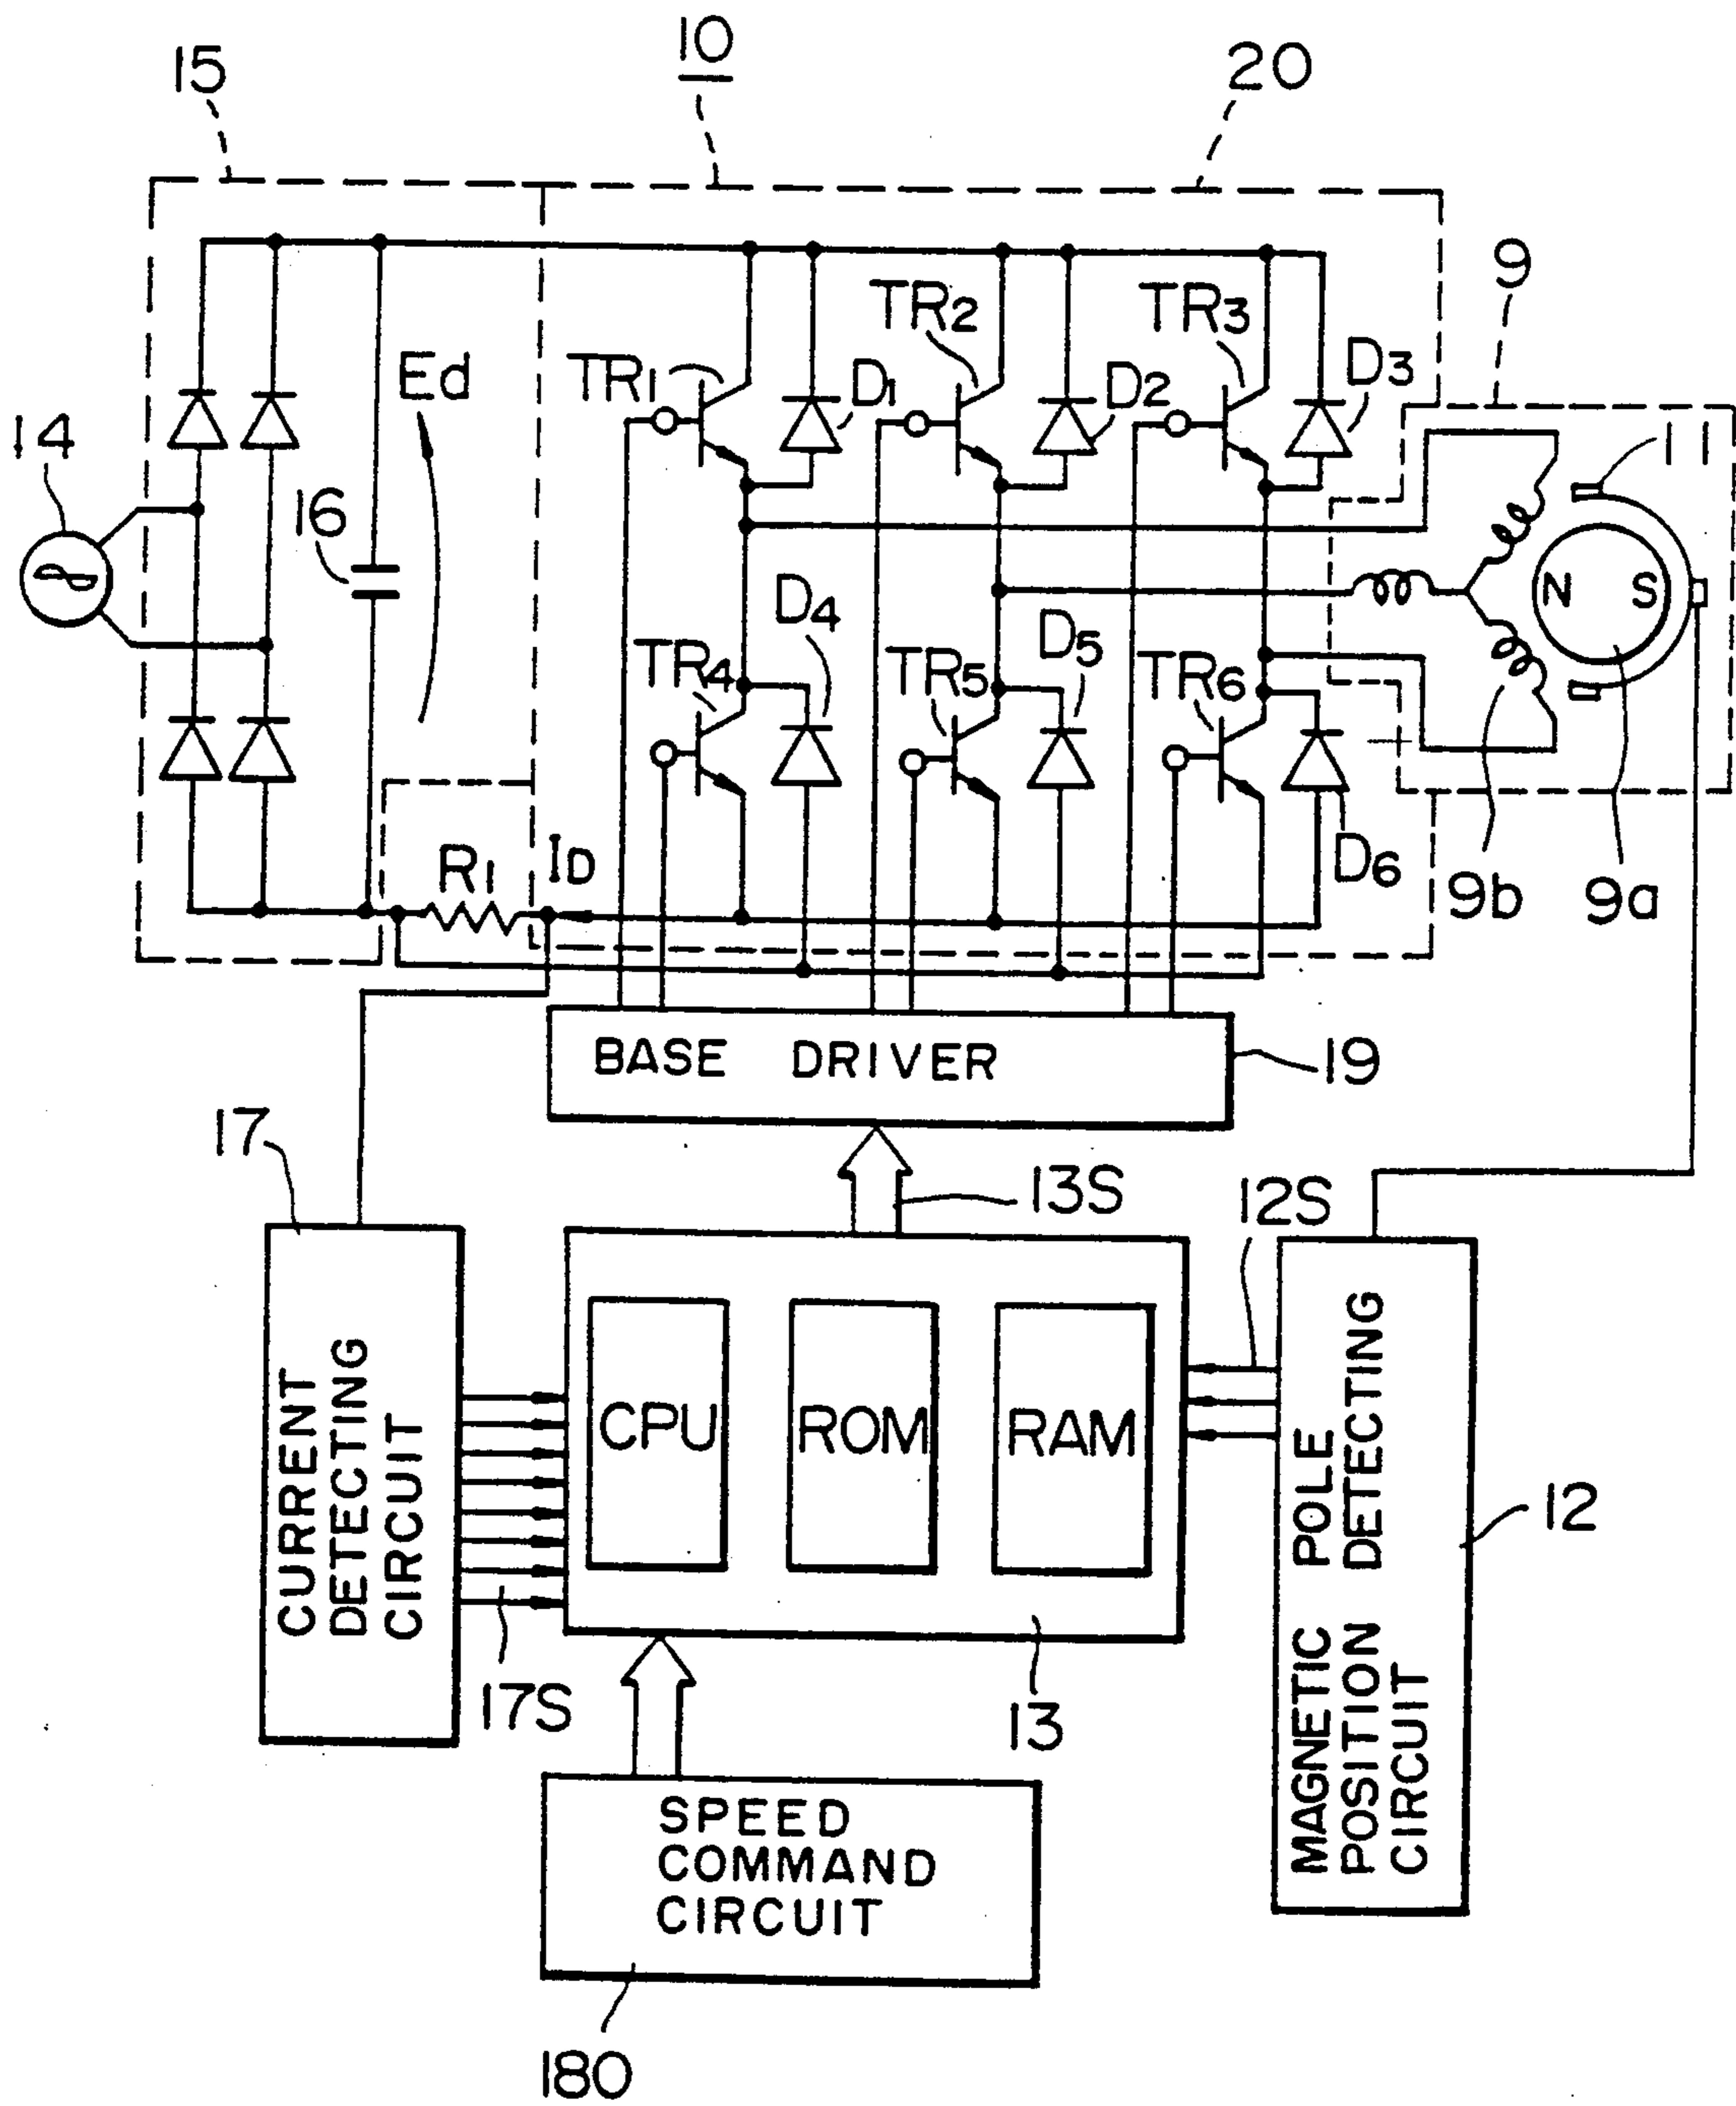 10
15
20
9
TR2
TR3
TR1
Ed
D1
D2
D3
11
14
16
N S
D4
D5
TR4
TR5
TR6
R1
ID
D6
9b
9a
BASE DRIVER
19
17
13S
12S
CURRENT
DETECTING
CIRCUIT
CPU
ROM
RAM
MAGNETIC POLE
POSITION DETECTING
CIRCUIT
12
17S
13
SPEED
COMMAND
CIRCUIT
180